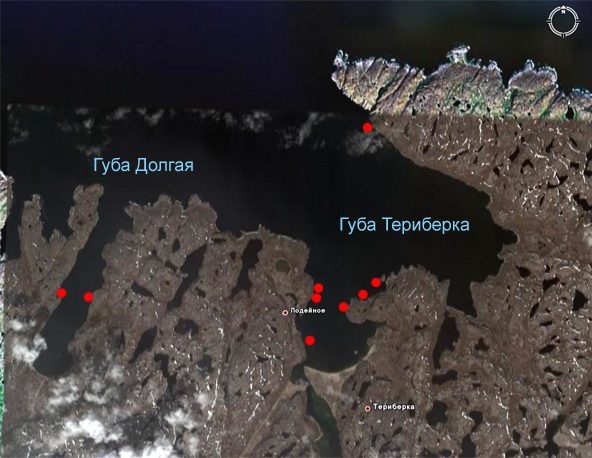 N
Губа Долгая
Губа Териберка
Лодейное
Териберка